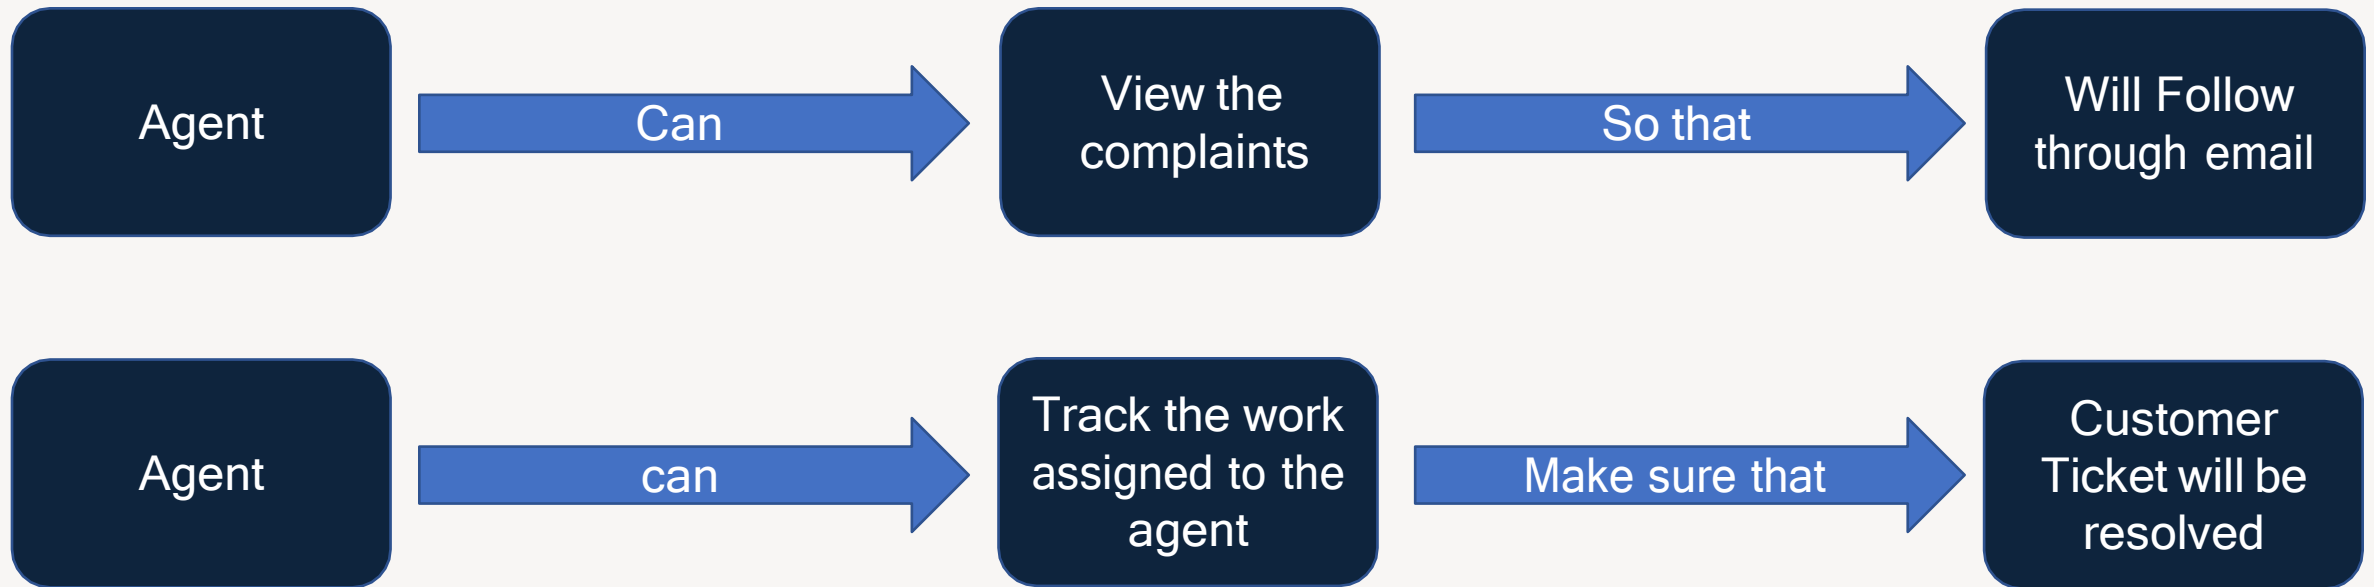 Agent
Can
View the
complaints
So that
Will Follow
through email
Agent
can
Track the work
assigned to the
agent
Make sure that
Customer
Ticket will be
resolved